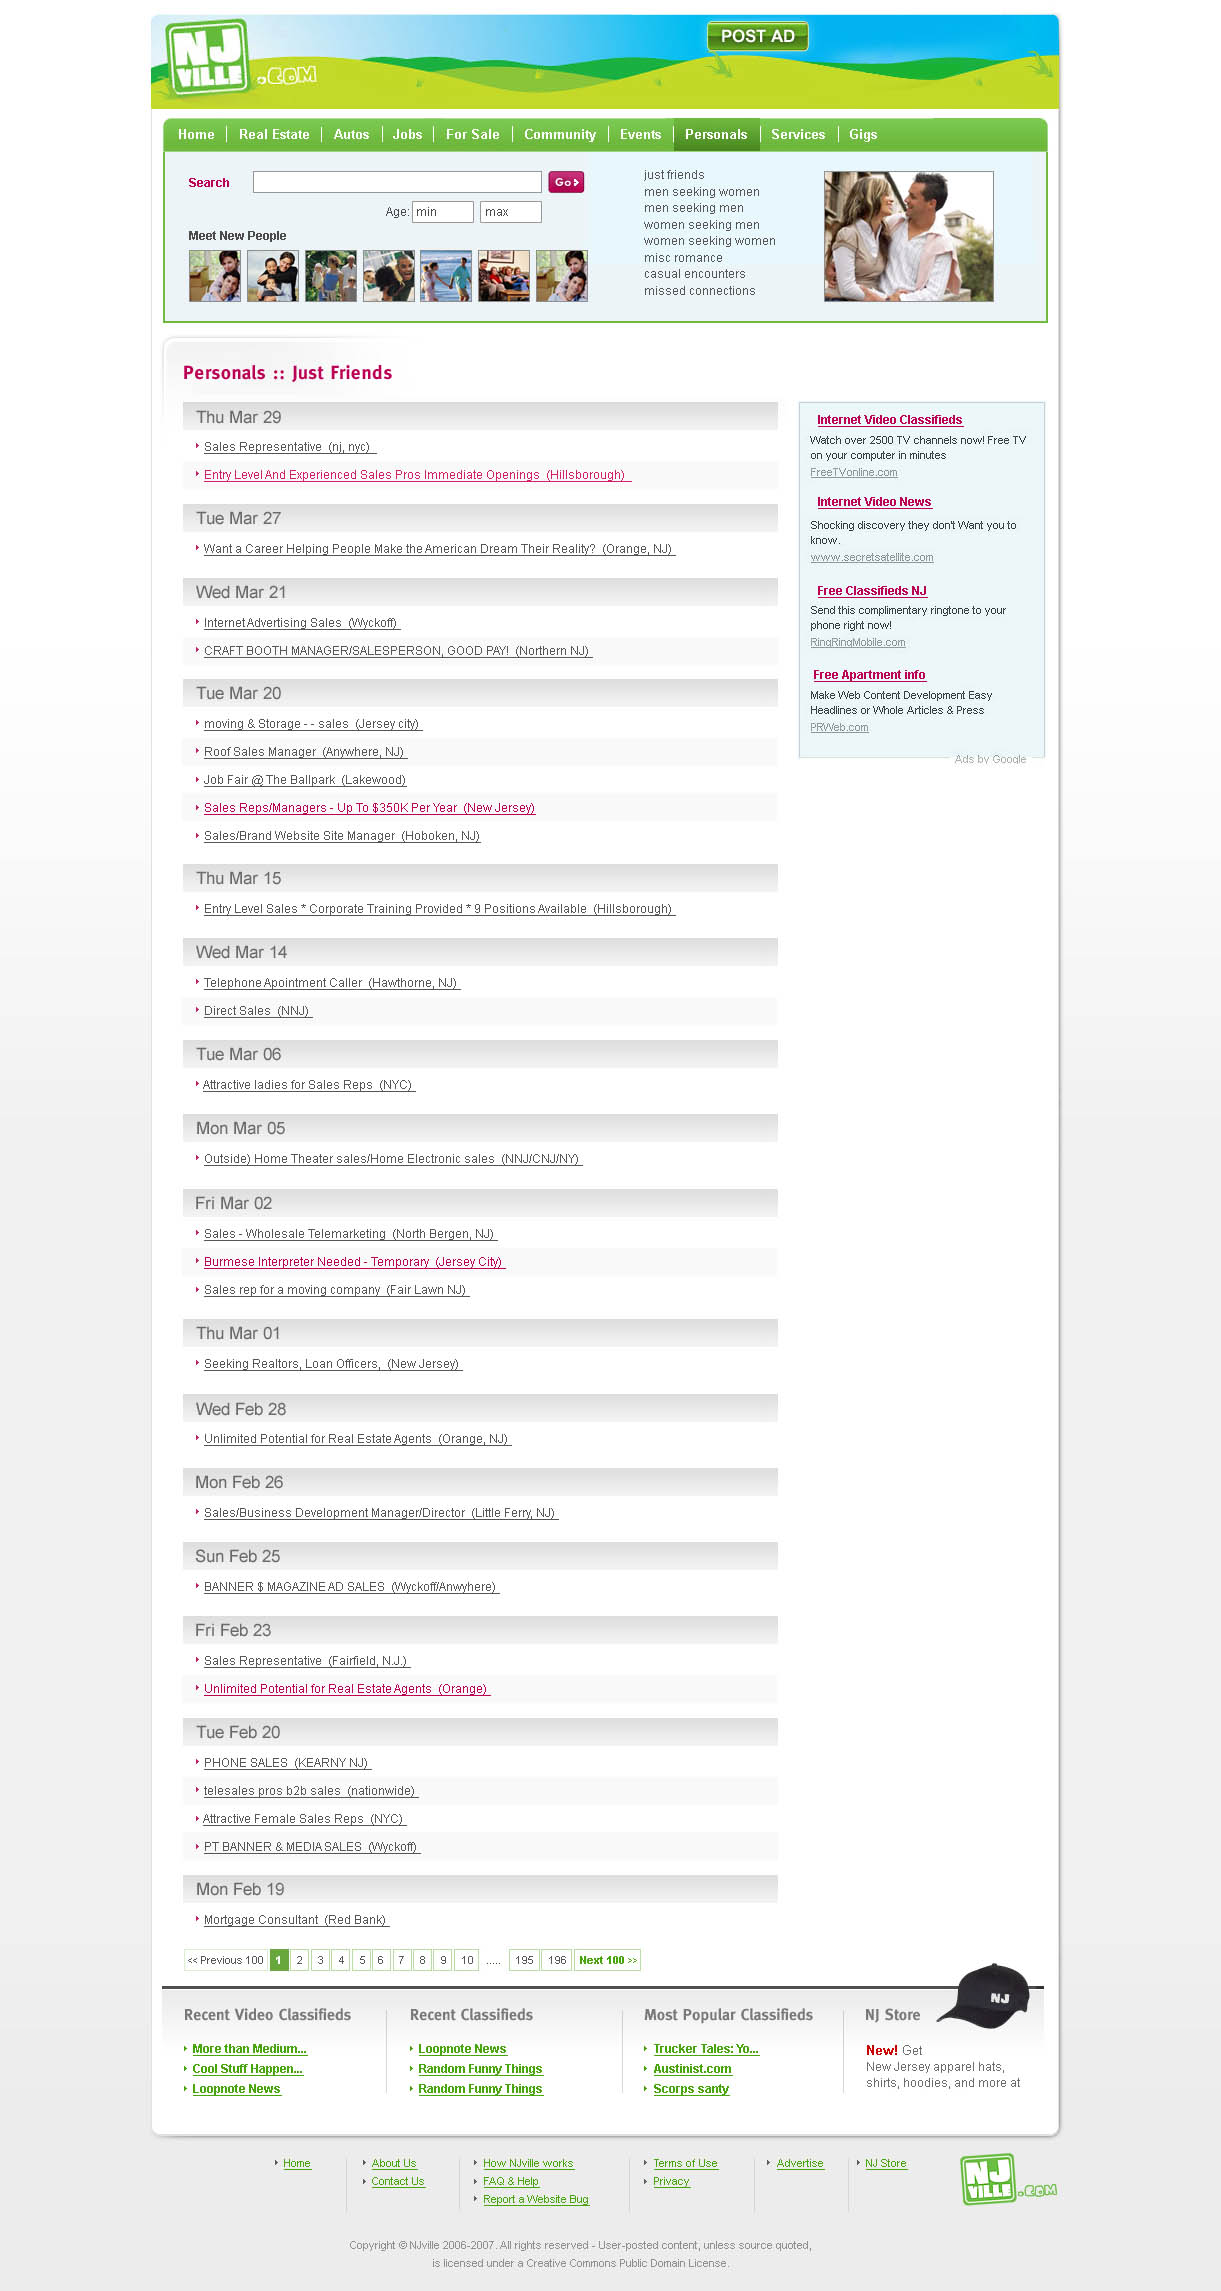 NJ
VILLE
.COM
POST AD
Home
Real Estate
Autos
Jobs
For Sale
Community
Events
Personals
Services
Gigs
Search
Go
Age: min max
Meet New People
just friends
men seeking women
men seeking men
women seeking men
women seeking women
misc romance
casual encounters
missed connections
Personals :: Just Friends
Thu Mar 29
Sales Representative (nj, nyc)
Entry Level And Experienced Sales Pros Immediate Openings (Hillsborough)
Tue Mar 27
Want a Career Helping People Make the American Dream Their Reality? (Orange, NJ)
Wed Mar 21
Internet Advertising Sales (Wyckoff)
CRAFT BOOTH MANAGER/SALESPERSON, GOOD PAY! (Northern NJ)
Tue Mar 20
moving & Storage - - sales (Jersey city)
Roof Sales Manager (Anywhere, NJ)
Job Fair @ The Ballpark (Lakewood)
Sales Reps/Managers - Up To $350K Per Year (New Jersey)
Sales/Brand Website Site Manager (Hoboken, NJ)
Thu Mar 15
Entry Level Sales * Corporate Training Provided * 9 Positions Available (Hillsborough)
Wed Mar 14
Telephone Apointment Caller (Hawthorne, NJ)
Direct Sales (NNJ)
Tue Mar 06
Attractive ladies for Sales Reps (NYC)
Mon Mar 05
Outside) Home Theater sales/Home Electronic sales (NNJ/CNJ/NY)
Fri Mar 02
Sales - Wholesale Telemarketing (North Bergen, NJ)
Burmese Interpreter Needed - Temporary (Jersey City)
Sales rep for a moving company (Fair Lawn NJ)
Thu Mar 01
Seeking Realtors, Loan Officers, (New Jersey)
Wed Feb 28
Unlimited Potential for Real Estate Agents (Orange, NJ)
Mon Feb 26
Sales/Business Development Manager/Director (Little Ferry, NJ)
Sun Feb 25
BANNER $ MAGAZINE AD SALES (Wyckoff/Anwyhere)
Fri Feb 23
Sales Representative (Fairfield, N.J.)
Unlimited Potential for Real Estate Agents (Orange)
Tue Feb 20
PHONE SALES (KEARNY NJ)
telesales pros b2b sales (nationwide)
Attractive Female Sales Reps (NYC)
PT BANNER & MEDIA SALES (Wyckoff)
Mon Feb 19
Mortgage Consultant (Red Bank)
<< Previous 100 1 2 3 4 5 6 7 8 9 10 ..... 195 196 Next 100 >>
Internet Video Classifieds
Watch over 2500 TV channels now! Free TV
on your computer in minutes
FreeTVonline.com
Internet Video News
Shocking discovery they don't Want you to
know.
www.secretsatellite.com
Free Classifieds NJ
Send this complimentary ringtone to your
phone right now!
RingRingMobile.com
Free Apartment info
Make Web Content Development Easy
Headlines or Whole Articles & Press
PRWeb.com
Ads by Google
Recent Video Classifieds
More than Medium...
Cool Stuff Happen...
Loopnote News
Recent Classifieds
Loopnote News
Random Funny Things
Random Funny Things
Most Popular Classifieds
Trucker Tales: Yo...
Austinist.com
Scorps santy
NJ Store
NJ
New! Get
New Jersey apparel hats,
shirts, hoodies, and more at
Home
About Us
Contact Us
How NJville works
FAQ & Help
Report a Website Bug
Terms of Use
Privacy
Advertise
NJ Store
NJ
VILLE
.COM
Copyright © NJville 2006-2007. All rights reserved - User-posted content, unless source quoted,
is licensed under a Creative Commons Public Domain License.